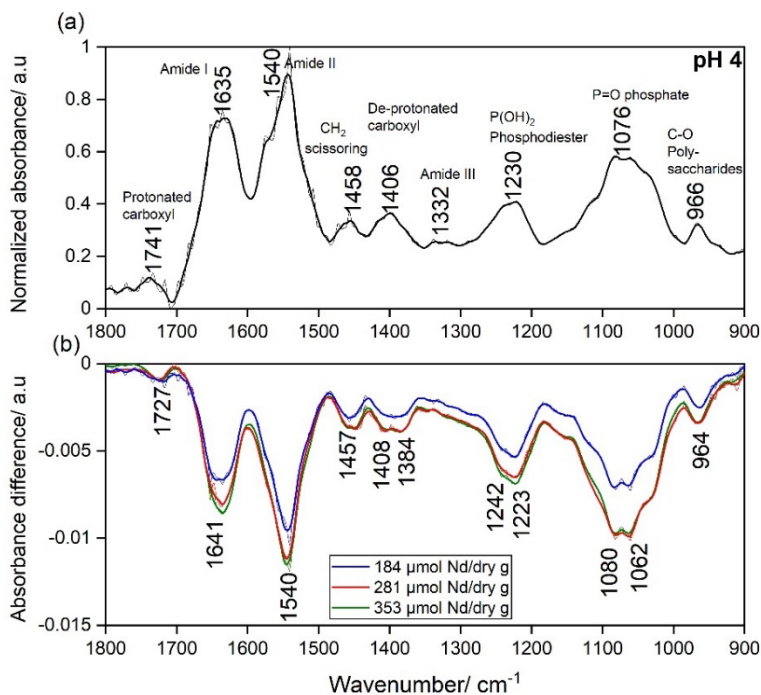 (a)
pH 4
Normalized absorbance/ a.u
1
0.8
0.6
0.4
0.2
0
Protonated
carboxyl
1741
Amide I
1635
1540
Amide II
CH₂
scissoring
1458
De-protonated
carboxyl
1406
Amide III
1332
P(OH)₂
Phosphodiester
1230
P=O phosphate
1076
C-O
Poly-
saccharides
966
1800 1700 1600 1500 1400 1300 1200 1100 1000 900
(b)
Absorbance difference/ a.u
0
-0.005
-0.01
-0.015
1727
1641
1540
1457
1408
1384
1242
1223
1080
1062
964
184 µmol Nd/dry g
281 µmol Nd/dry g
353 µmol Nd/dry g
1800 1700 1600 1500 1400 1300 1200 1100 1000 900
Wavenumber/ cm⁻¹